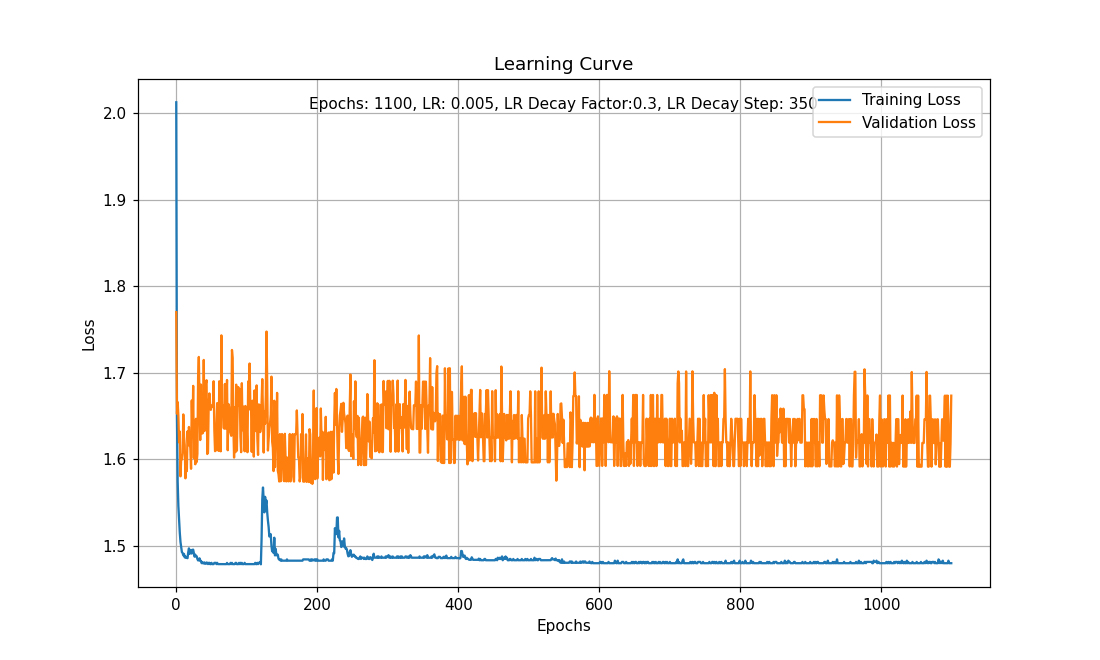 Learning Curve
Epochs: 1100, LR: 0.005, LR Decay Factor:0.3, LR Decay Step: 350
Training Loss
Validation Loss
2.0
1.9
1.8
1.7
1.6
1.5
Loss
0 200 400 600 800 1000
Epochs